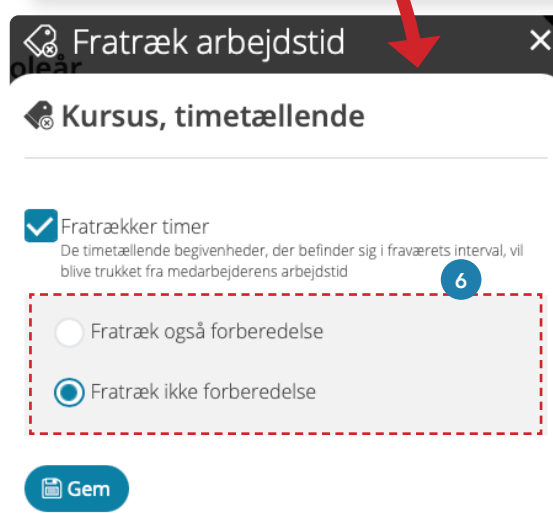 Fratræk arbejdstid
oleår
Kursus, timetællende
Fratrækker timer
De timetællende begivenheder, der befinder sig i fraværets interval, vil
blive trukket fra medarbejderens arbejdstid
6
Fratræk også forberedelse
Fratræk ikke forberedelse
Gem